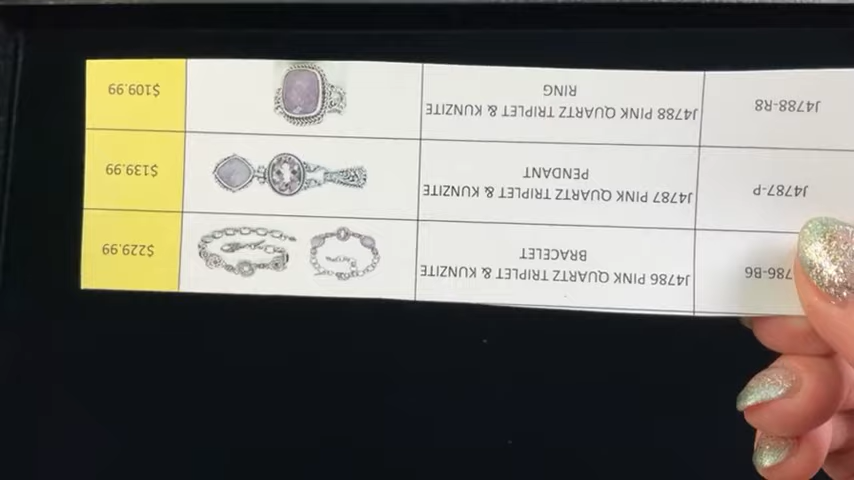 786-B6
J4786 PINK QUARTZ TRIPLET & KUNZITE
BRACELET
$229.99
J4787-P
J4787 PINK QUARTZ TRIPLET & KUNZITE
PENDANT
$139.99
J4788-R8
J4788 PINK QUARTZ TRIPLET & KUNZITE
RING
$109.99